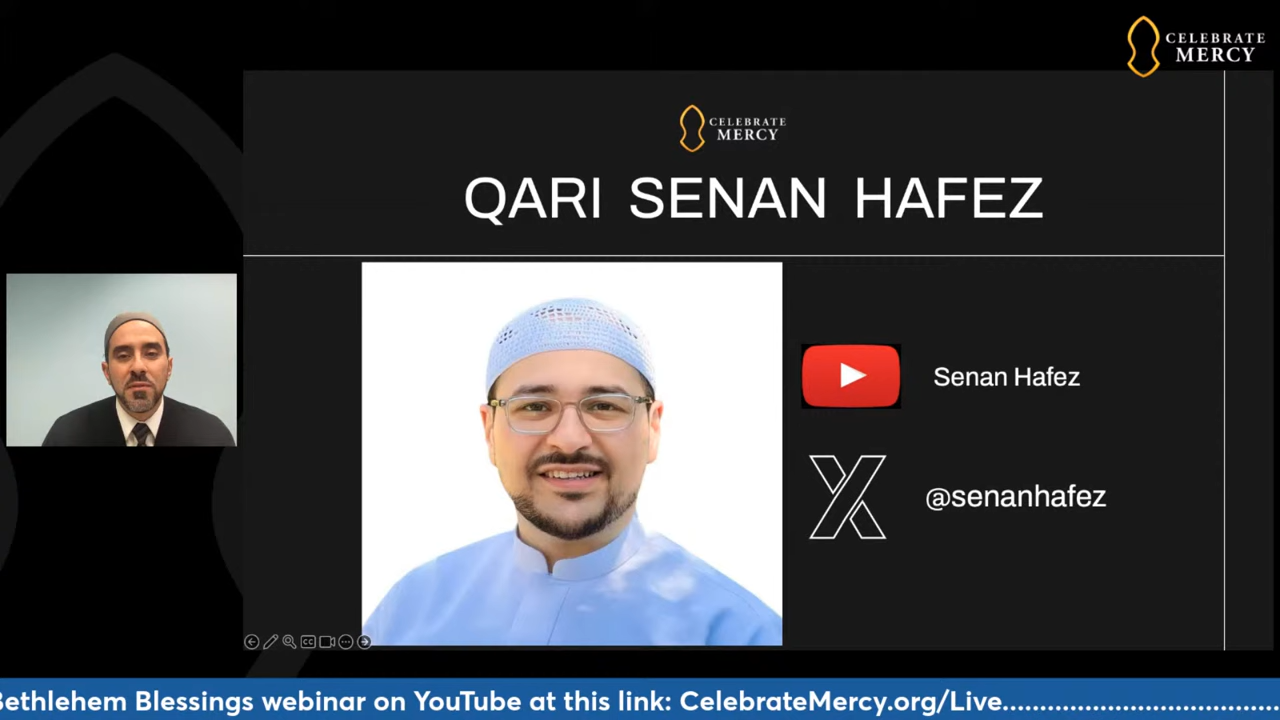 CELEBRATE
MERCY
CELEBRATE
MERCY
QARI SENAN HAFEZ
Senan Hafez
@senanhafez
CC
Bethlehem Blessings webinar on YouTube at this link: CelebrateMercy.org/Live...............................................